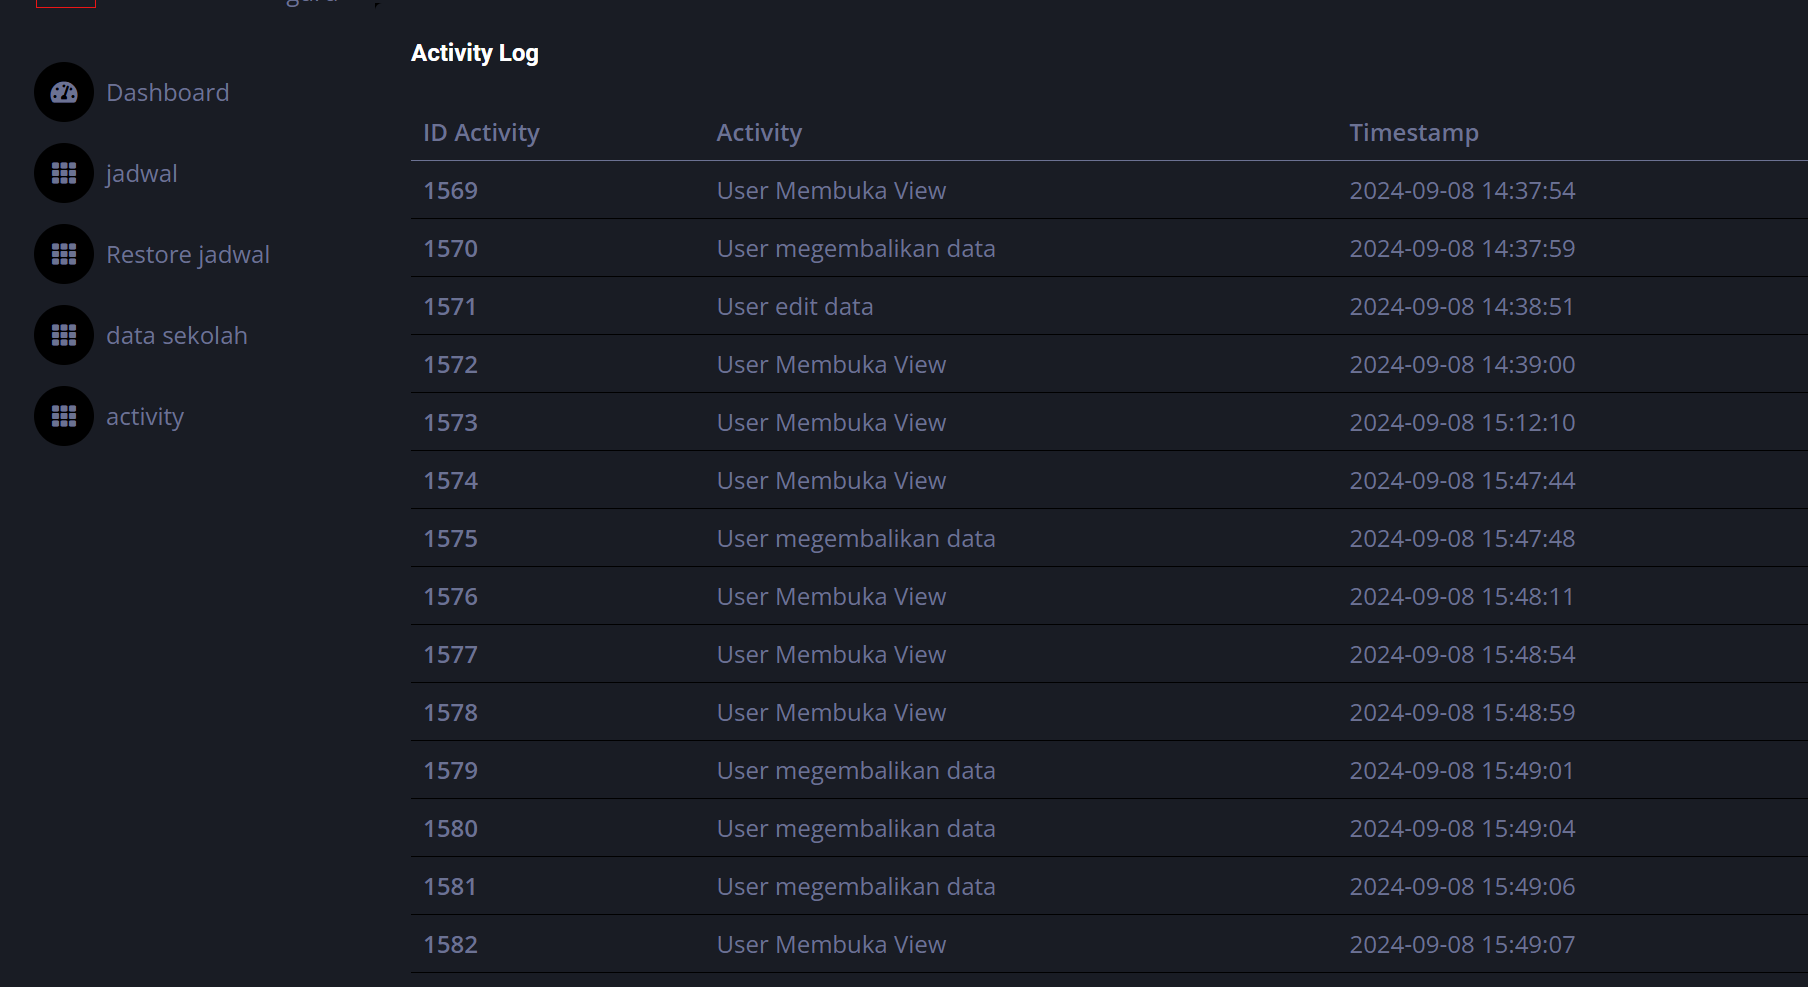 Activity Log
Dashboard
jadwal
Restore jadwal
data sekolah
activity
ID Activity Activity Timestamp
1569 User Membuka View 2024-09-08 14:37:54
1570 User megembalikan data 2024-09-08 14:37:59
1571 User edit data 2024-09-08 14:38:51
1572 User Membuka View 2024-09-08 14:39:00
1573 User Membuka View 2024-09-08 15:12:10
1574 User Membuka View 2024-09-08 15:47:44
1575 User megembalikan data 2024-09-08 15:47:48
1576 User Membuka View 2024-09-08 15:48:11
1577 User Membuka View 2024-09-08 15:48:54
1578 User Membuka View 2024-09-08 15:48:59
1579 User megembalikan data 2024-09-08 15:49:01
1580 User megembalikan data 2024-09-08 15:49:04
1581 User megembalikan data 2024-09-08 15:49:06
1582 User Membuka View 2024-09-08 15:49:07